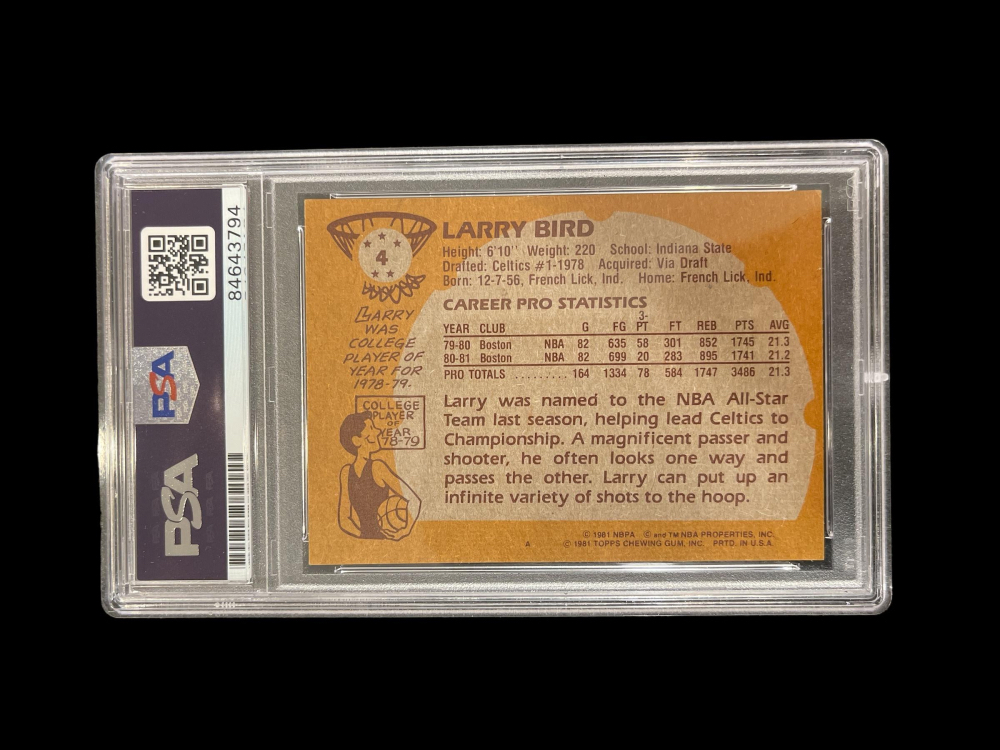 84643794
PSA
PSA
4
LARRY BIRD
Height: 6'10'' Weight: 220 School: Indiana State
Drafted: Celtics #1-1978 Acquired: Via Draft
Born: 12-7-56, French Lick, Ind. Home: French Lick, Ind.
LARRY
WAS
COLLEGE
PLAYER OF
YEAR FOR
1978-79.
COLLEGE
PLAYER
OF
YEAR
78-79
CAREER PRO STATISTICS
YEAR CLUB G FG 3-PT FT REB PTS AVG
79-80 Boston NBA 82 635 58 301 852 1745 21.3
80-81 Boston NBA 82 699 20 283 895 1741 21.2
PRO TOTALS ......... 164 1334 78 584 1747 3486 21.3
Larry was named to the NBA All-Star
Team last season, helping lead Celtics to
Championship. A magnificent passer and
shooter, he often looks one way and
passes the other. Larry can put up an
infinite variety of shots to the hoop.
© 1981 NBPA © and TM NBA PROPERTIES, INC.
A © 1981 TOPPS CHEWING GUM, INC. PRTD. IN U.S.A.